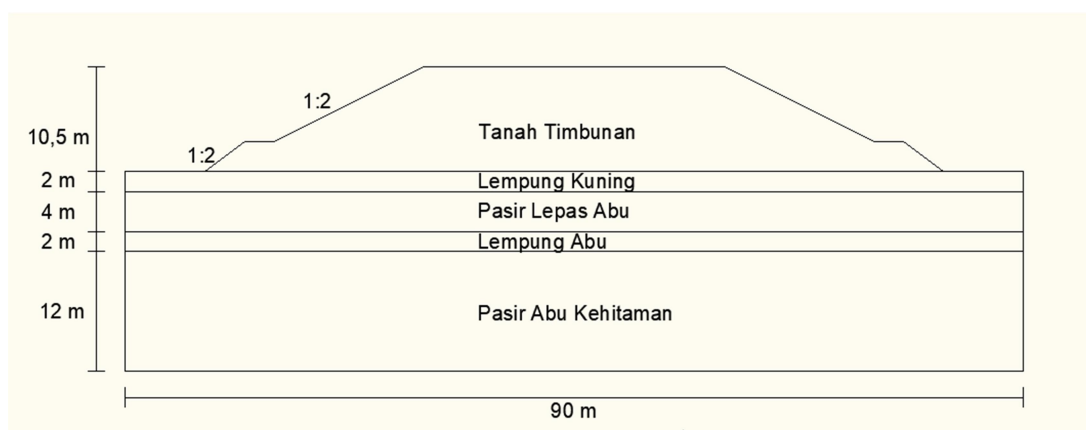 1:2
10,5 m
Tanah Timbunan
1:2
2 m
Lempung Kuning
4 m
Pasir Lepas Abu
2 m
Lempung Abu
12 m
Pasir Abu Kehitaman
90 m